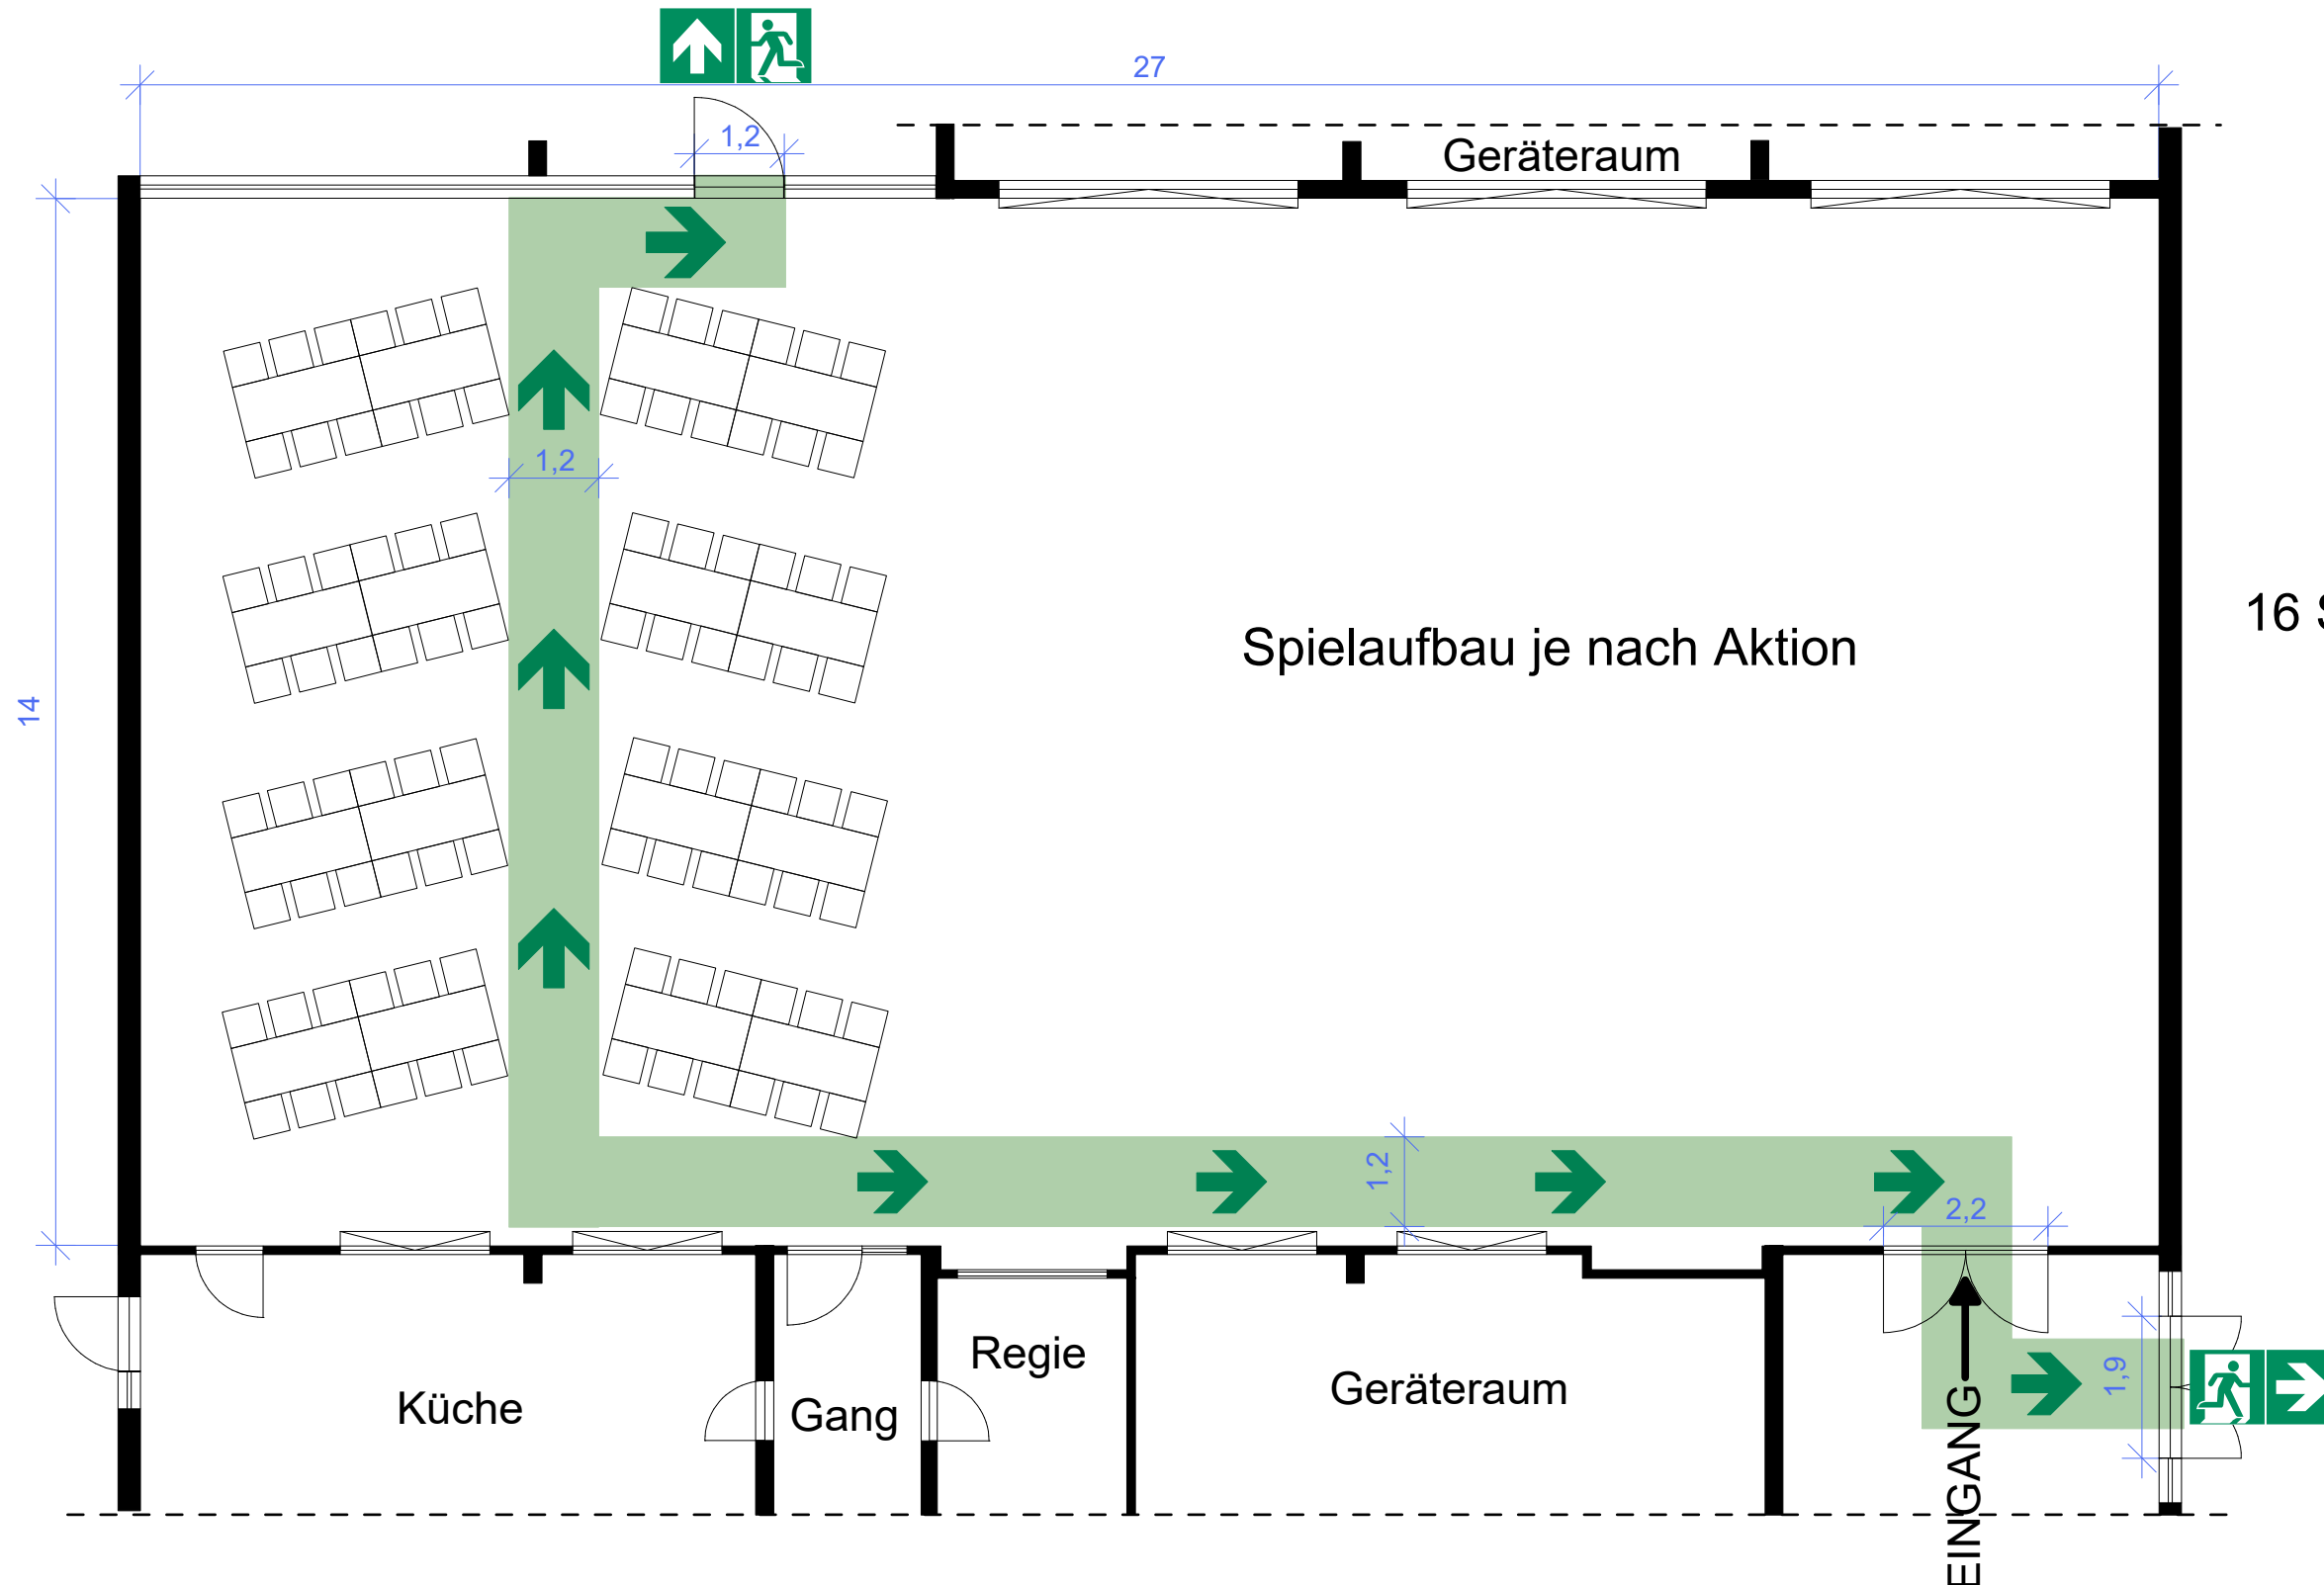 27
1,2
Geräteraum
16
Spielaufbau je nach Aktion
1,2
14
1,2
2,2
Regie
Geräteraum
Küche
Gang
1,9
EINGANG